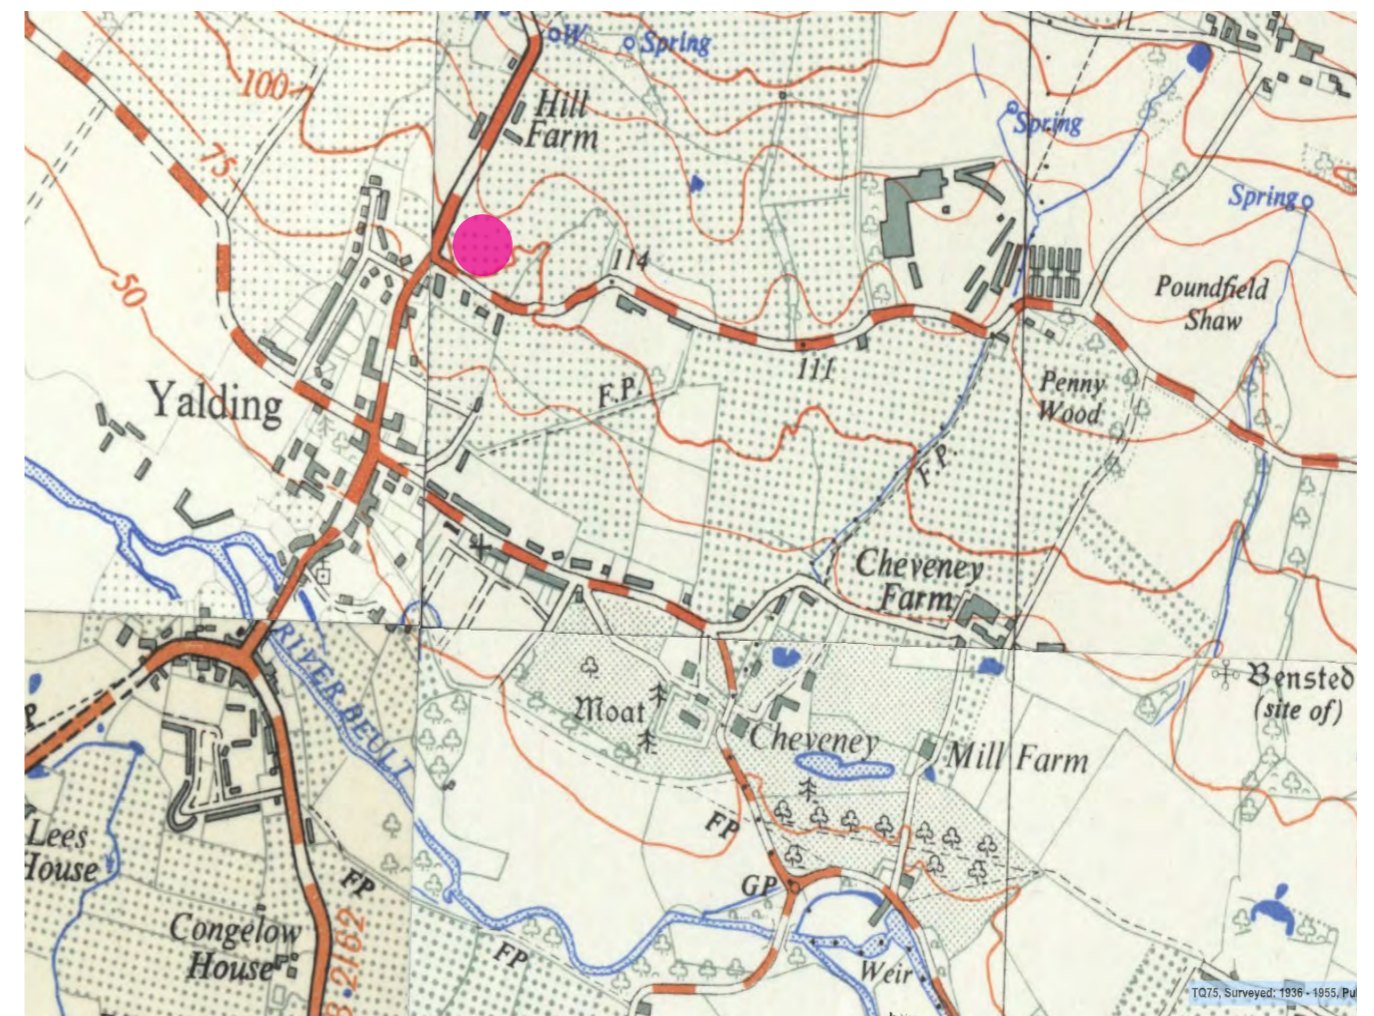 W
Spring
Hill
Farm
100
Spring
75
Spring
114
50
Poundfield
Shaw
111
F.P.
Penny
Wood
Yalding
F.P.
Cheveney
Farm
RIVER BEULT
Bensted
(site of)
Moat
Cheveney
Mill Farm
FP
Lees
House
FP
GP
Congelow
House
FP
Weir
B.2162
TQ75, Surveyed: 1936 - 1955, Pu